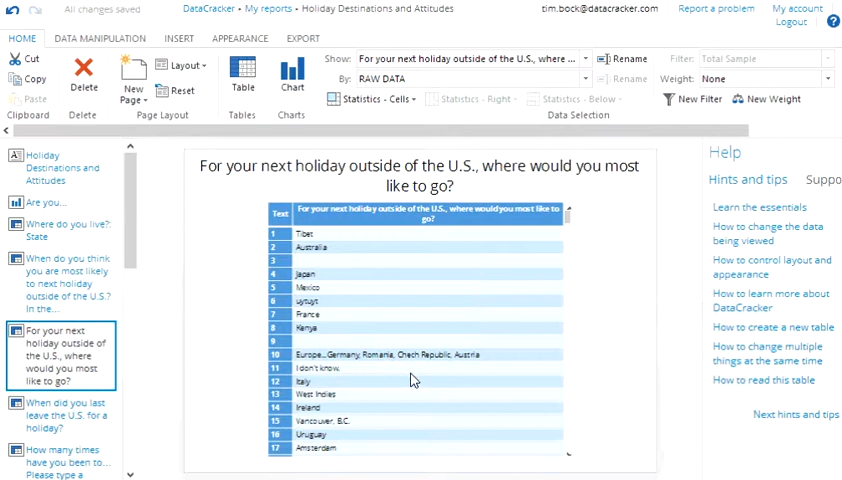 All changes saved
DataCracker › My reports › Holiday Destinations and Attitudes
tim.bock@datacracker.com
Report a problem
My account
Logout
HOME
DATA MANIPULATION
INSERT
APPEARANCE
EXPORT
Cut
Copy
Paste
Clipboard
Delete
Delete
New
Page
Layout
Reset
Page Layout
Table
Tables
Chart
Charts
Show: For your next holiday outside of the U.S., where ...
Rename
By: RAW DATA
Rename
Statistics - Cells
Statistics - Right
Statistics - Below
Data Selection
Filter: Total Sample
Weight: None
New Filter
New Weight
Holiday
Destinations and
Attitudes
Are you...
Where do you live?:
State
When do you think
you are most likely
to next holiday
outside of the U.S.?
In the...
For your next
holiday outside of
the U.S., where
would you most
like to go?
When did you last
leave the U.S. for a
holiday?
How many times
have you been to...
Please type a
For your next holiday outside of the U.S., where would you most
like to go?
Text
For your next holiday outside of the U.S., where would you most like to
go?
1 Tibet
2 Australia
3
4 Japan
5 Mexico
6 uytuyt
7 France
8 Kenya
9
10 Europe...Germany, Romania, Chech Republic, Austria
11 I don't know.
12 Italy
13 West Indies
14 Ireland
15 Vancouver, B.C.
16 Uruguay
17 Amsterdam
Help
Hints and tips
Suppo
Learn the essentials
How to change the data
being viewed
How to control layout and
appearance
How to learn more about
DataCracker
How to create a new table
How to change multiple
things at the same time
How to read this table
Next hints and tips